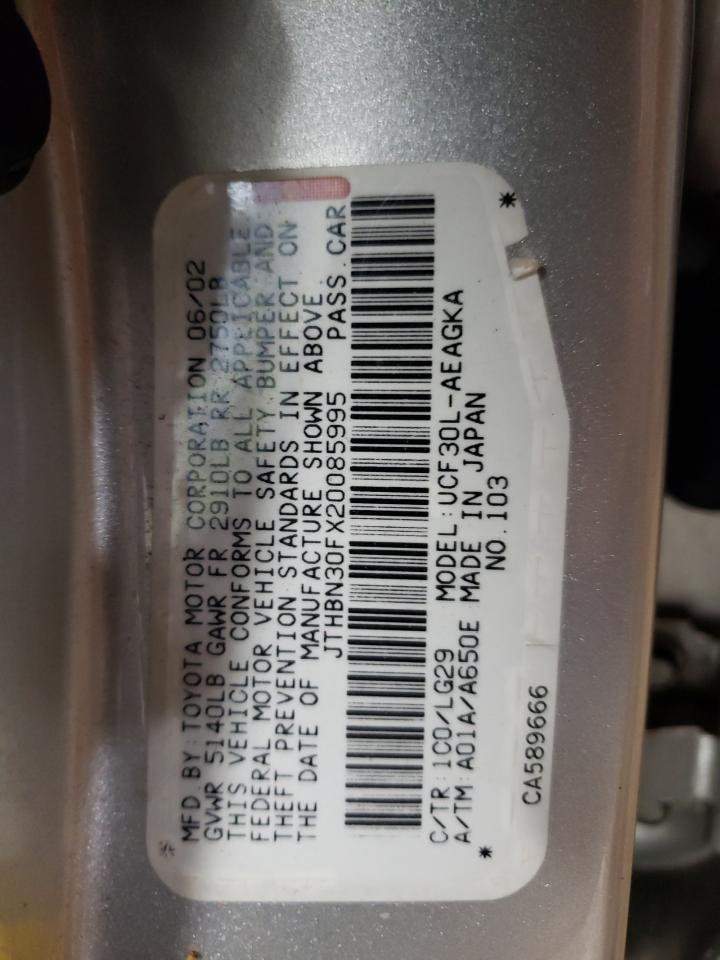 MFD. BY: TOYOTA MOTOR CORPORATION 06/02
GVWR 5140LB GAWR FR 2910LB RR 2750LB
THIS VEHICLE CONFORMS TO ALL APPLICABLE
FEDERAL MOTOR VEHICLE SAFETY BUMPER AND
THEFT PREVENTION STANDARDS IN EFFECT ON
THE DATE OF MANUFACTURE SHOWN ABOVE.
JTHBN30FX20085995 PASS. CAR
C/TR: 1C0/LG29 MODEL: UCF30L-AEAGKA
A/TM: A01A/A650E MADE IN JAPAN
NO. 103
CA589666